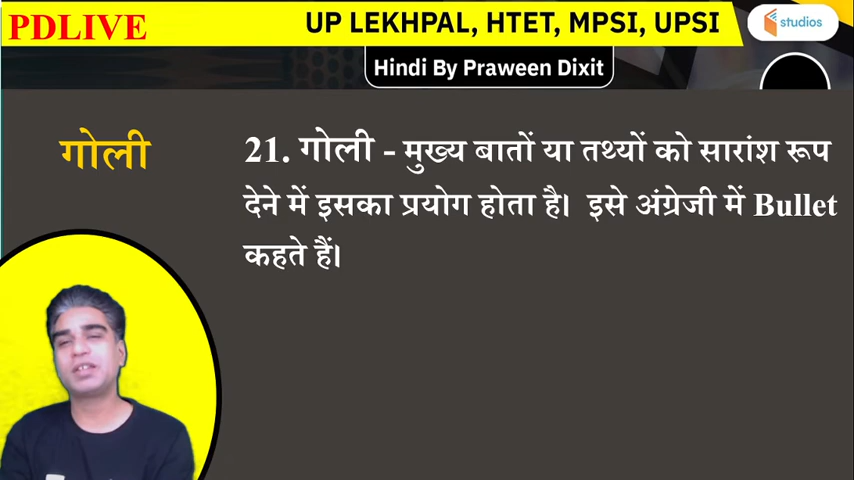 PDLIVE
UP LEKHPAL, HTET, MPSI, UPSI
studios
Hindi By Praween Dixit
गोली
21. गोली - मुख्य बातों या तथ्यों को सारांश रूप
देने में इसका प्रयोग होता है। इसे अंग्रेजी में Bullet
कहते हैं।